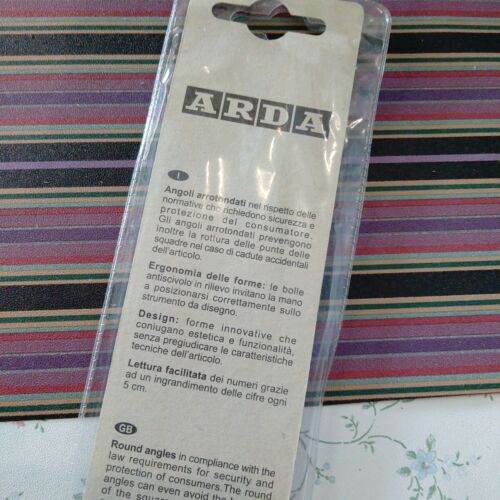 ARDA
I
Angoli arrotondati nel rispetto delle
normative che richiedono sicurezza e
protezione del consumatore.
Gli angoli arrotondati prevengono
inoltre la rottura delle punte delle
squadre nel caso di cadute accidentali
dell'articolo.
Ergonomia delle forme: le bolle
antiscivolo in rilievo invitano la mano
a posizionarsi correttamente sullo
strumento da disegno.
Design: forme innovative che
coniugano estetica e funzionalità,
senza pregiudicare le caratteristiche
tecniche dell'articolo.
Lettura facilitata dei numeri grazie
ad un ingrandimento delle cifre ogni
5 cm.
GB
Round angles in compliance with the
law requirements for security and
protection of consumers. The round
angles can even avoid the
of the